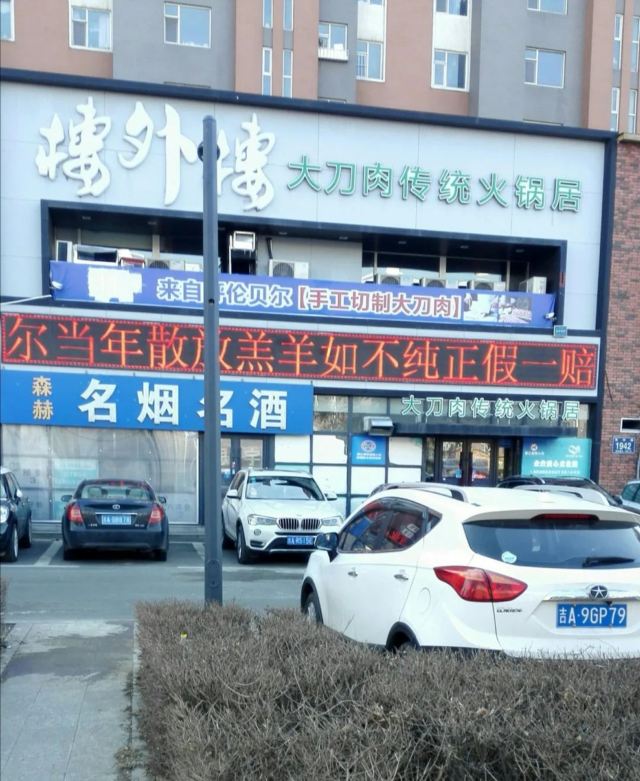 楼外楼
大刀肉传统火锅居
来自呼伦贝尔【手工切制大刀肉】
尔当年散放羔羊如不纯正假一赔
森赫
名烟名酒
大刀肉传统火锅居
1942
吉A·9GP79